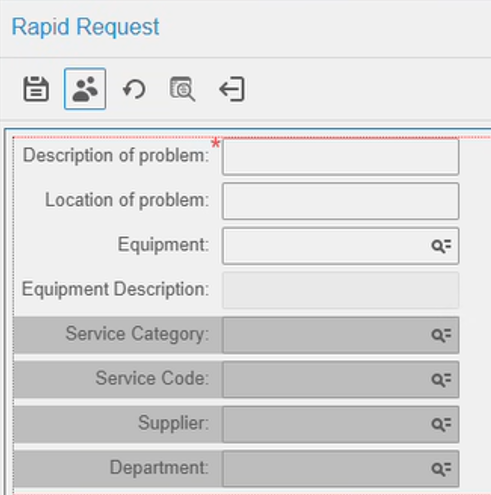 Rapid Request
Description of problem:*
Location of problem:
Equipment:
Equipment Description:
Service Category:
Service Code:
Supplier:
Department: